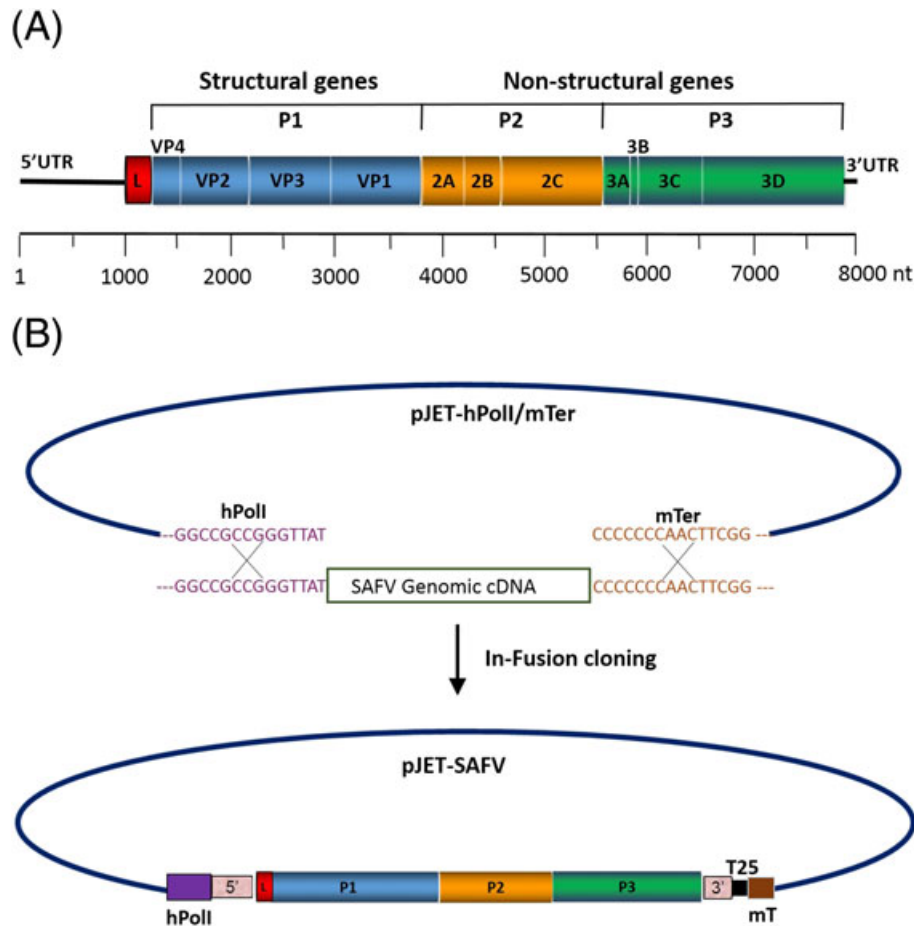 (A)
Structural genes Non-structural genes
P1 P2 P3
VP4 3B
5'UTR 3'UTR
L VP2 VP3 VP1 2A 2B 2C 3A 3C 3D
1 1000 2000 3000 4000 5000 6000 7000 8000 nt
(B)
pJET-hPolI/mTer
hPolI mTer
---GGCCGCCGGGTTAT CCCCCCCAACTTCGG ---
---GGCCGCCGGGTTAT SAFV Genomic cDNA CCCCCCCAACTTCGG ---
In-Fusion cloning
pJET-SAFV
T25
5' L P1 P2 P3 3'
hPolI mT